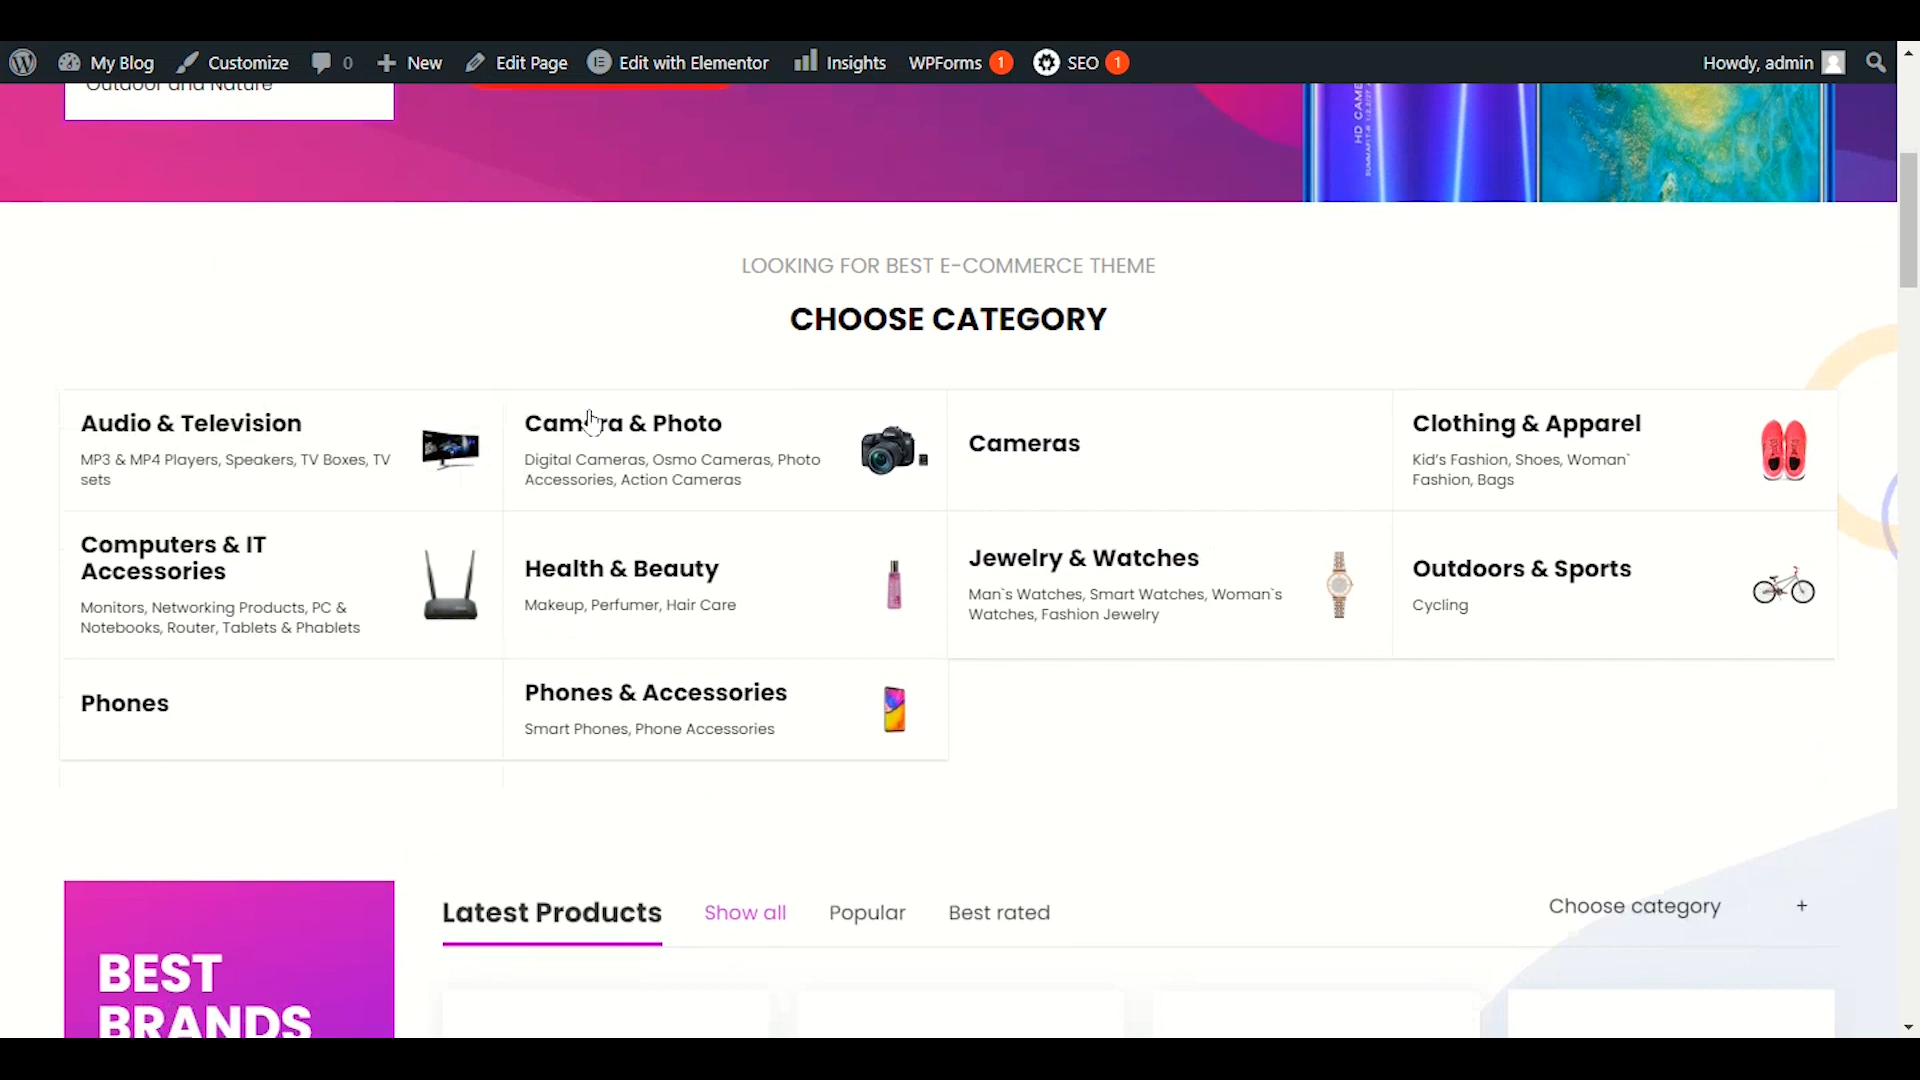 My Blog Customize 0 New Edit Page Edit with Elementor Insights WPForms 1 SEO 1 Howdy, admin
Outdoor and Nature
HD CAME
LOOKING FOR BEST E-COMMERCE THEME
CHOOSE CATEGORY
Audio & Television
MP3 & MP4 Players, Speakers, TV Boxes, TV
sets
Camera & Photo
Digital Cameras, Osmo Cameras, Photo
Accessories, Action Cameras
Cameras
Clothing & Apparel
Kid's Fashion, Shoes, Woman`
Fashion, Bags
Computers & IT
Accessories
Monitors, Networking Products, PC &
Notebooks, Router, Tablets & Phablets
Health & Beauty
Makeup, Perfumer, Hair Care
Jewelry & Watches
Man`s Watches, Smart Watches, Woman`s
Watches, Fashion Jewelry
Outdoors & Sports
Cycling
Phones
Phones & Accessories
Smart Phones, Phone Accessories
BEST
BRANDS
Latest Products Show all Popular Best rated Choose category +